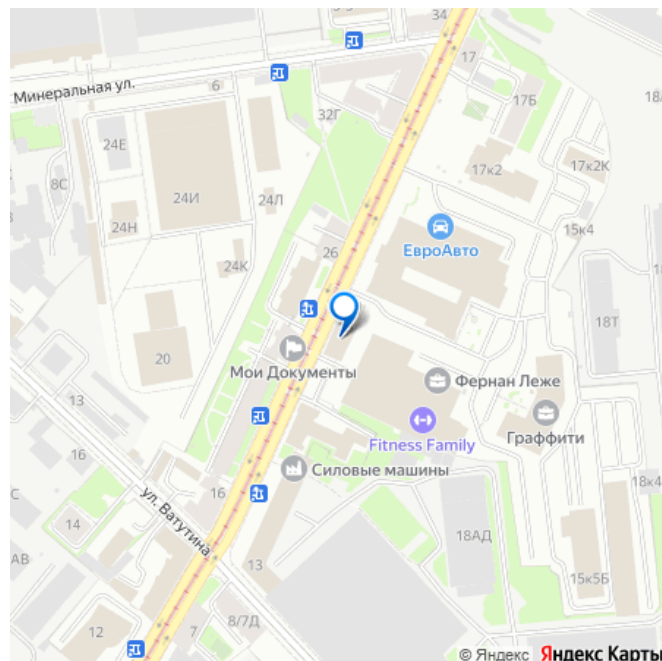 34
17
Минеральная ул.
6
17Б
32Г
24Е
17к2
17к2К
8С
24И
24Л
24Н
15к4
26
ЕвроАвто
24К
18Т
20
Мои Документы
Фернан Леже
13
Fitness Family
Граффити
16
Силовые машины
18к4
16
ул. Ватутина
14
18АД
АВ
13
15к5Б
12
7
8/7Д
© Яндекс Яндекс Карты